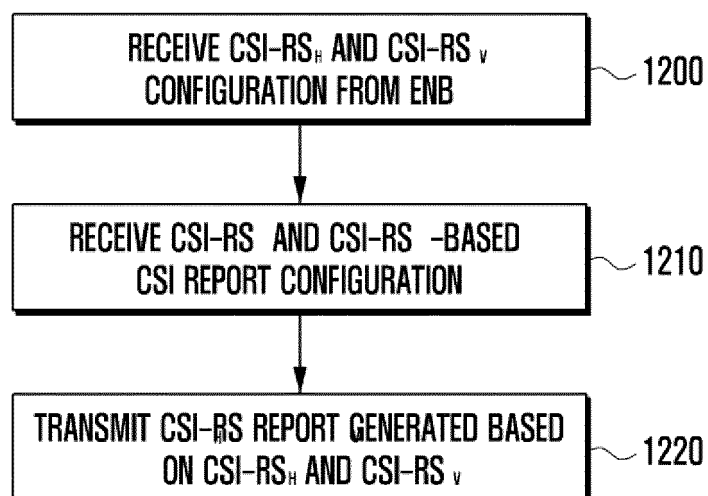 RECEIVE CSI-RSH AND CSI-RS V
CONFIGURATION FROM ENB
1200
RECEIVE CSI-RS AND CSI-RS -BASED
CSI REPORT CONFIGURATION
1210
TRANSMIT CSI-RS REPORT GENERATED BASED
ON CSI-RSH AND CSI-RS V
1220